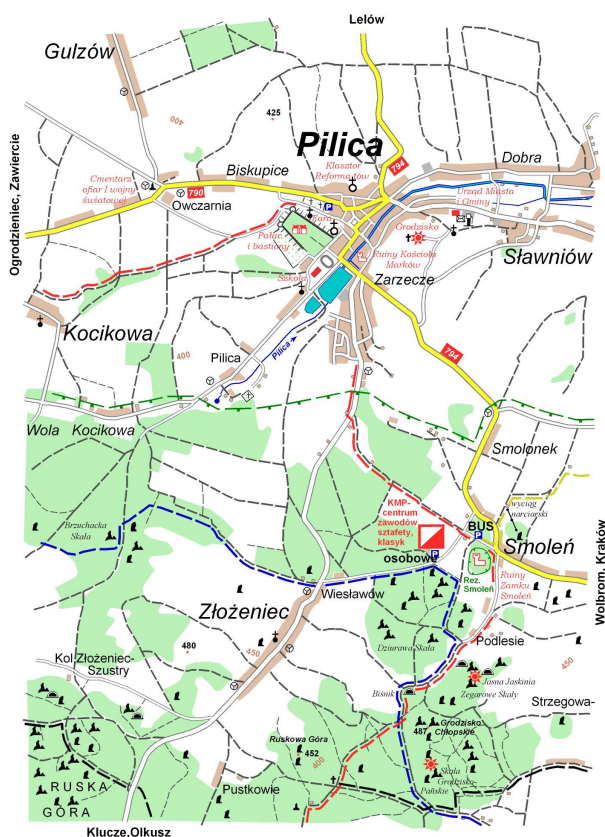 Lelów
Gulzów
400
425
Pilica
794
Klasztor
Reformatów
Dobra
Biskupice
Cmentarz
ofiar I wojny
światowej
790
Owczarnia
Urząd Miasta
i Gminy
Fara
P
Grodzisko
Pałac
i bastiony
Sławniów
Ruiny Kościoła
Marków
Szkoła
Zarzecze
Ogrodzieniec, Zawiercie
Kocikowa
400
Pilica
Pilica
794
Wola Kocikowa
Smolonek
KMP-
centrum
zawodów
sztafety,
klasyk
wyciąg
narciarski
Brzuchacka
Skała
BUS
P
Smoleń
osobowe
P
Rez.
Smoleń
Ruiny
Zamku
Smoleń
Wolbrom, Kraków
Wiesławów
Złożeniec
Dziurawa Skała
Podlesie
480
450
450
Kol.Złożeniec-
Szustry
Jasna Jaskinia
Zegarowe Skały
Biśnik
Strzegowa-
Grodzisko
Chłopskie
487
Ruskowa Góra
452
400
Skała
Grodzisko-
Pańskie
RUSKA
GÓRA
Pustkowie
Klucze.Olkusz